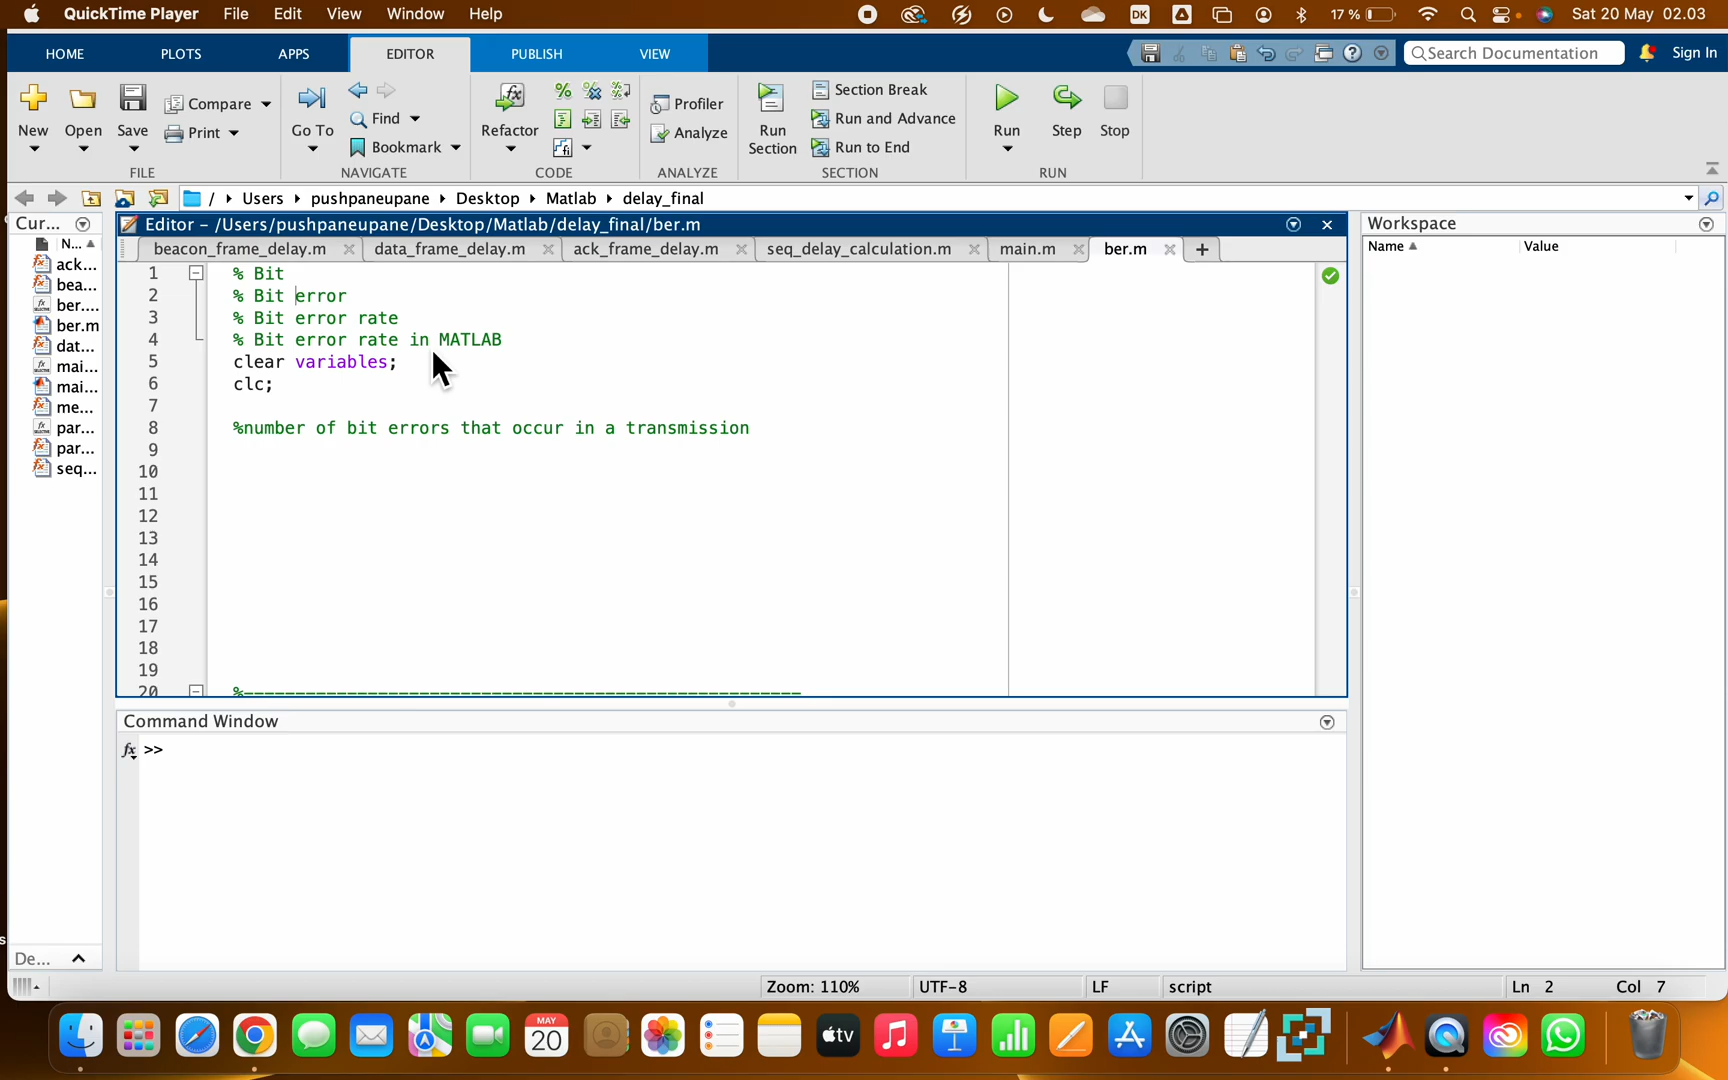 QuickTime Player File Edit View Window Help DK 17 % Sat 20 May 02.03
HOME PLOTS APPS EDITOR PUBLISH VIEW Search Documentation Sign In
New Open Save Compare Print FILE
Go To Find Bookmark NAVIGATE
Refactor CODE
Profiler Analyze ANALYZE
Run Section Section Break Run and Advance Run to End SECTION
Run Step Stop RUN
/ Users pushpaneupane Desktop Matlab delay_final
Cur...
N...
ack...
bea...
ber....
ber.m
dat...
mai...
mai...
me...
par...
par...
seq...
De...
Editor - /Users/pushpaneupane/Desktop/Matlab/delay_final/ber.m
beacon_frame_delay.m data_frame_delay.m ack_frame_delay.m seq_delay_calculation.m main.m ber.m +
1 % Bit
2 % Bit error
3 % Bit error rate
4 % Bit error rate in MATLAB
5 clear variables;
6 clc;
7
8 %number of bit errors that occur in a transmission
9
10
11
12
13
14
15
16
17
18
19
20 %------------------------------------------------------
Command Window
fx >>
Workspace
Name Value
Zoom: 110% UTF-8 LF script Ln 2 Col 7
MAY
20
tv